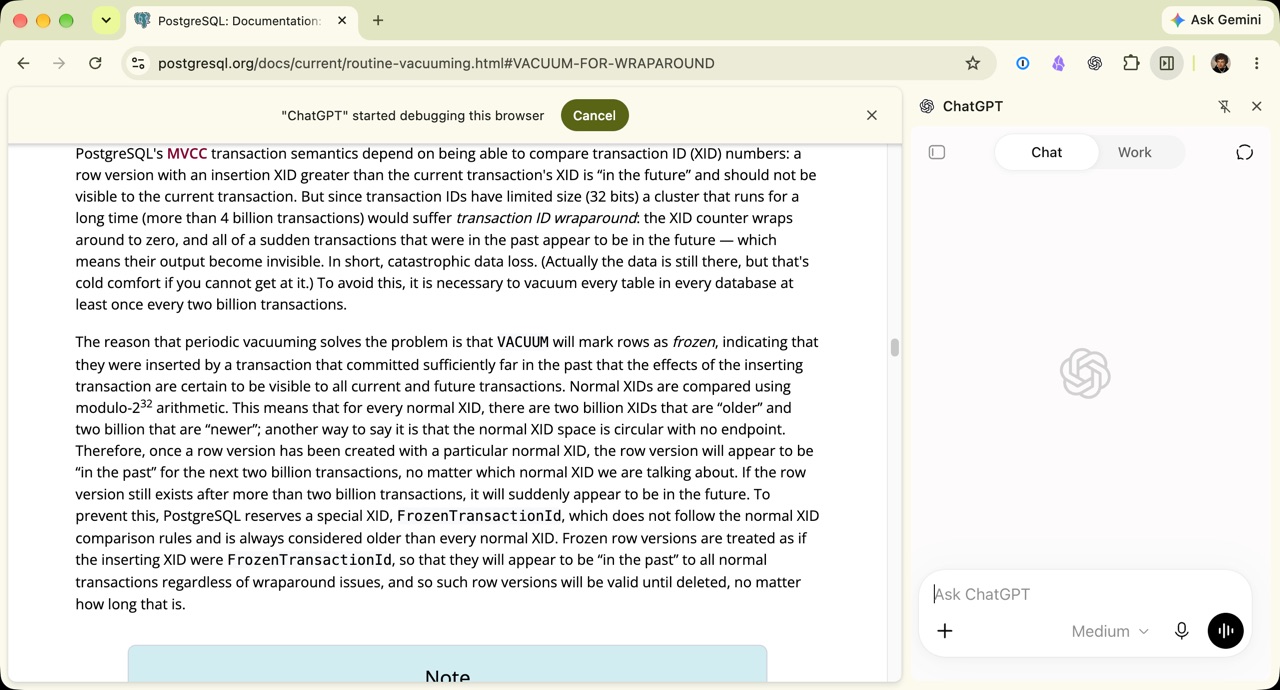 PostgreSQL: Documentation:
Ask Gemini
postgresql.org/docs/current/routine-vacuuming.html#VACUUM-FOR-WRAPAROUND
"ChatGPT" started debugging this browser
Cancel
PostgreSQL's MVCC transaction semantics depend on being able to compare transaction ID (XID) numbers: a
row version with an insertion XID greater than the current transaction's XID is “in the future” and should not be
visible to the current transaction. But since transaction IDs have limited size (32 bits) a cluster that runs for a
long time (more than 4 billion transactions) would suffer transaction ID wraparound: the XID counter wraps
around to zero, and all of a sudden transactions that were in the past appear to be in the future — which
means their output become invisible. In short, catastrophic data loss. (Actually the data is still there, but that's
cold comfort if you cannot get at it.) To avoid this, it is necessary to vacuum every table in every database at
least once every two billion transactions.
The reason that periodic vacuuming solves the problem is that VACUUM will mark rows as frozen, indicating that
they were inserted by a transaction that committed sufficiently far in the past that the effects of the inserting
transaction are certain to be visible to all current and future transactions. Normal XIDs are compared using
modulo-2³² arithmetic. This means that for every normal XID, there are two billion XIDs that are “older” and
two billion that are “newer”; another way to say it is that the normal XID space is circular with no endpoint.
Therefore, once a row version has been created with a particular normal XID, the row version will appear to be
“in the past” for the next two billion transactions, no matter which normal XID we are talking about. If the row
version still exists after more than two billion transactions, it will suddenly appear to be in the future. To
prevent this, PostgreSQL reserves a special XID, FrozenTransactionId, which does not follow the normal XID
comparison rules and is always considered older than every normal XID. Frozen row versions are treated as if
the inserting XID were FrozenTransactionId, so that they will appear to be “in the past” to all normal
transactions regardless of wraparound issues, and so such row versions will be valid until deleted, no matter
how long that is.
Note
ChatGPT
Chat
Work
Ask ChatGPT
Medium